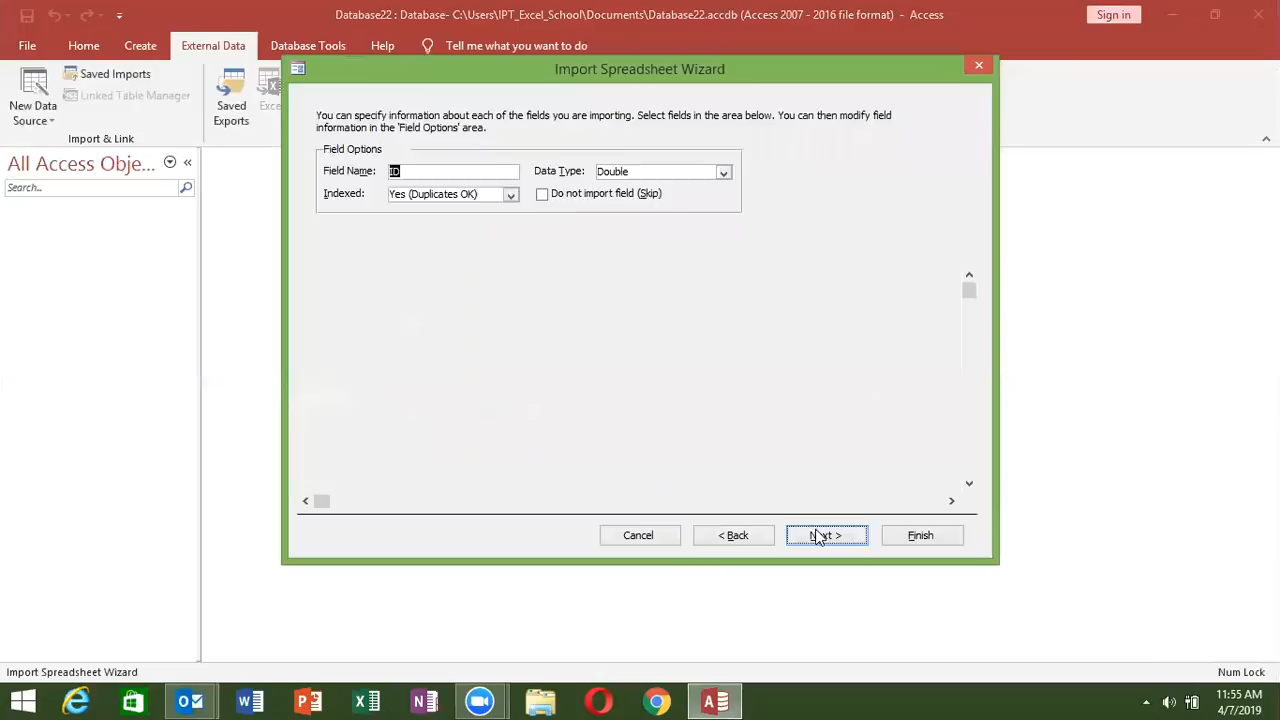 Database22 : Database- C:\Users\IPT_Excel_School\Documents\Database22.accdb (Access 2007 - 2016 file format) - Access
Sign in
File
Home
Create
External Data
Database Tools
Help
Tell me what you want to do
New Data
Source
Saved Imports
Linked Table Manager
Import & Link
Saved
Exports
All Access Obje...
Search...
Import Spreadsheet Wizard
You can specify information about each of the fields you are importing. Select fields in the area below. You can then modify field
information in the 'Field Options' area.
Field Options
Field Name:
ID
Data Type:
Double
Indexed:
Yes (Duplicates OK)
Do not import field (Skip)
Cancel
< Back
Finish
Import Spreadsheet Wizard
Num Lock
11:55 AM
4/7/2019